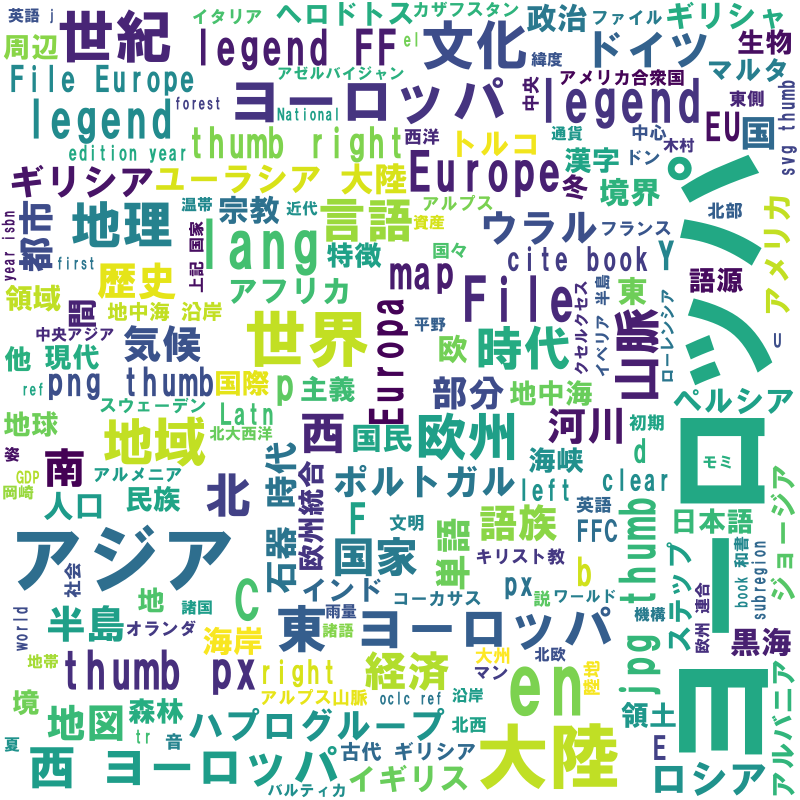 英語 j
イタリア
ヘロドトス
カザフスタン
政治
ファイル
ギリシャ
周辺
世紀
legend FF
el
文化
緯度
ドイツ
生物
File Europe
アゼルバイジャン
中央
アメリカ合衆国
マルタ
forest
National
ヨーロッパ
legend
東側
svg thumb
legend
thumb right
西洋
トルコ
通貨
中心
木村
EU
国
edition year
ギリシア
ユーラシア 大陸
Europe
漢字
ドン
冬
境界
ヨーロッパ
温帯
宗教
近代
言語
アルプス
資産
ウラル
フランス
北部
アメリカ
都市
地理
year isbn
first
上記 国家
lang
特徴
国々
cite book
Y
語源
歴史
アフリカ
map
File
クセルクセス
イベリア 半島
東
領域
間
地中海 沿岸
世界
Europa
平野
欧
時代
山脈
ローレンシア
中央アジア
気候
他
現代
ref
png thumb
国際
p
主義
部分
地中海
ペルシア
スウェーデン
Latn
地球
地域
北大西洋
西
国民
欧州
河川
初期
姿
南
GDP
アルメニア
海峡
d
モミ
岡崎
人口
民族
北
石器 時代
欧州統合
ポルトガル
left
clear
jpg thumb
F
文明
語族
英語
FFC
日本語
ジョージア
アジア
国家
単語
キリスト教
ステップ
book 和書
subregion
社会
C
インド
px
b
world
地
諸国
雨量
コーカサス
説
ワールド
機構
欧州 連合
半島
オランダ
海岸
東 ヨーロッパ
諸語
黒海
地帯
thumb px
right
経済
大州
マン
北欧
陸地
アルバニア
境
地図
森林
アルプス山脈
oclc ref
沿岸
en
tr
音
ハプログループ
北西
大陸
領土
E
夏
西 ヨーロッパ
古代 ギリシア
バルティカ
イギリス
ロシア